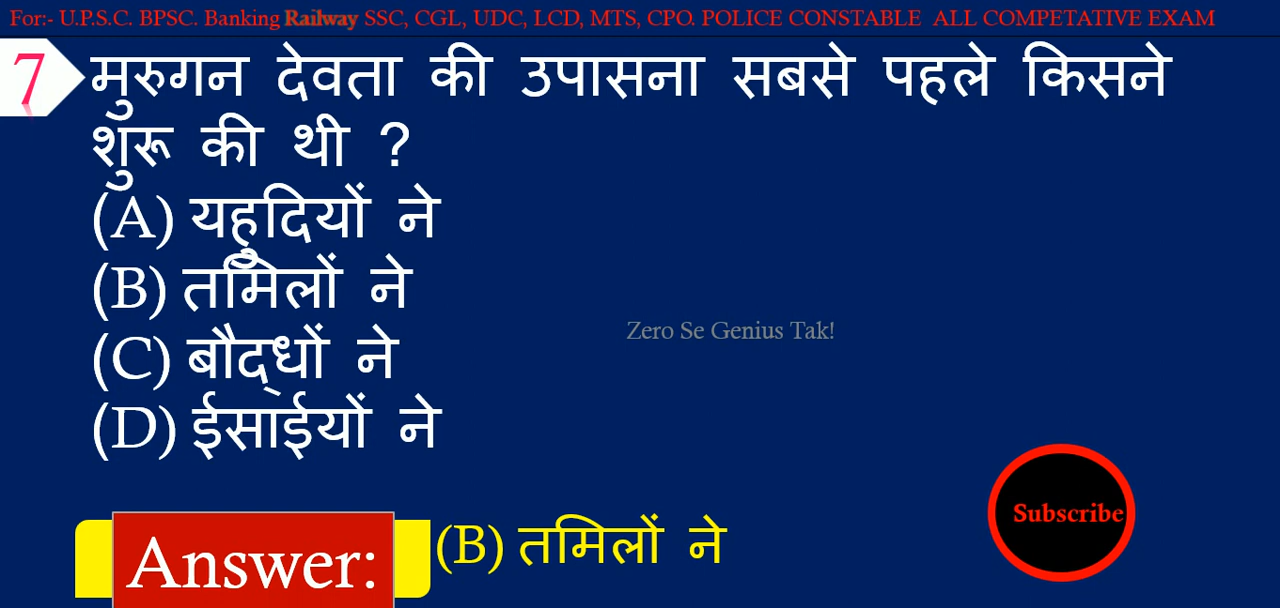 For:- U.P.S.C. BPSC. Banking Railway SSC, CGL, UDC, LCD, MTS, CPO. POLICE CONSTABLE ALL COMPETATIVE EXAM
7 मुरुगन देवता की उपासना सबसे पहले किसने
शुरू की थी ?
(A) यहुदियों ने
(B) तमिलों ने
Zero Se Genius Tak!
(C) बौद्धों ने
(D) ईसाईयों ने
Subscribe
Answer: (B) तमिलों ने